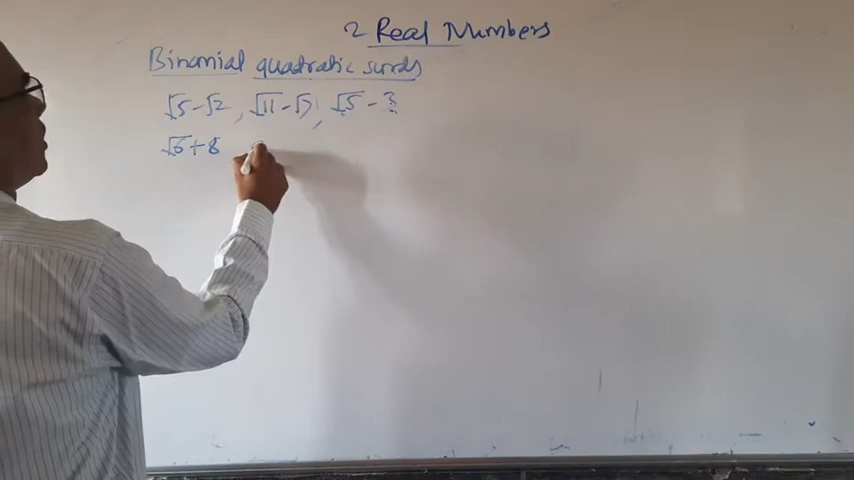 2 Real Numbers
Binomial quadratic surds
√5-√2, √11-√7, √5-3
√6+8